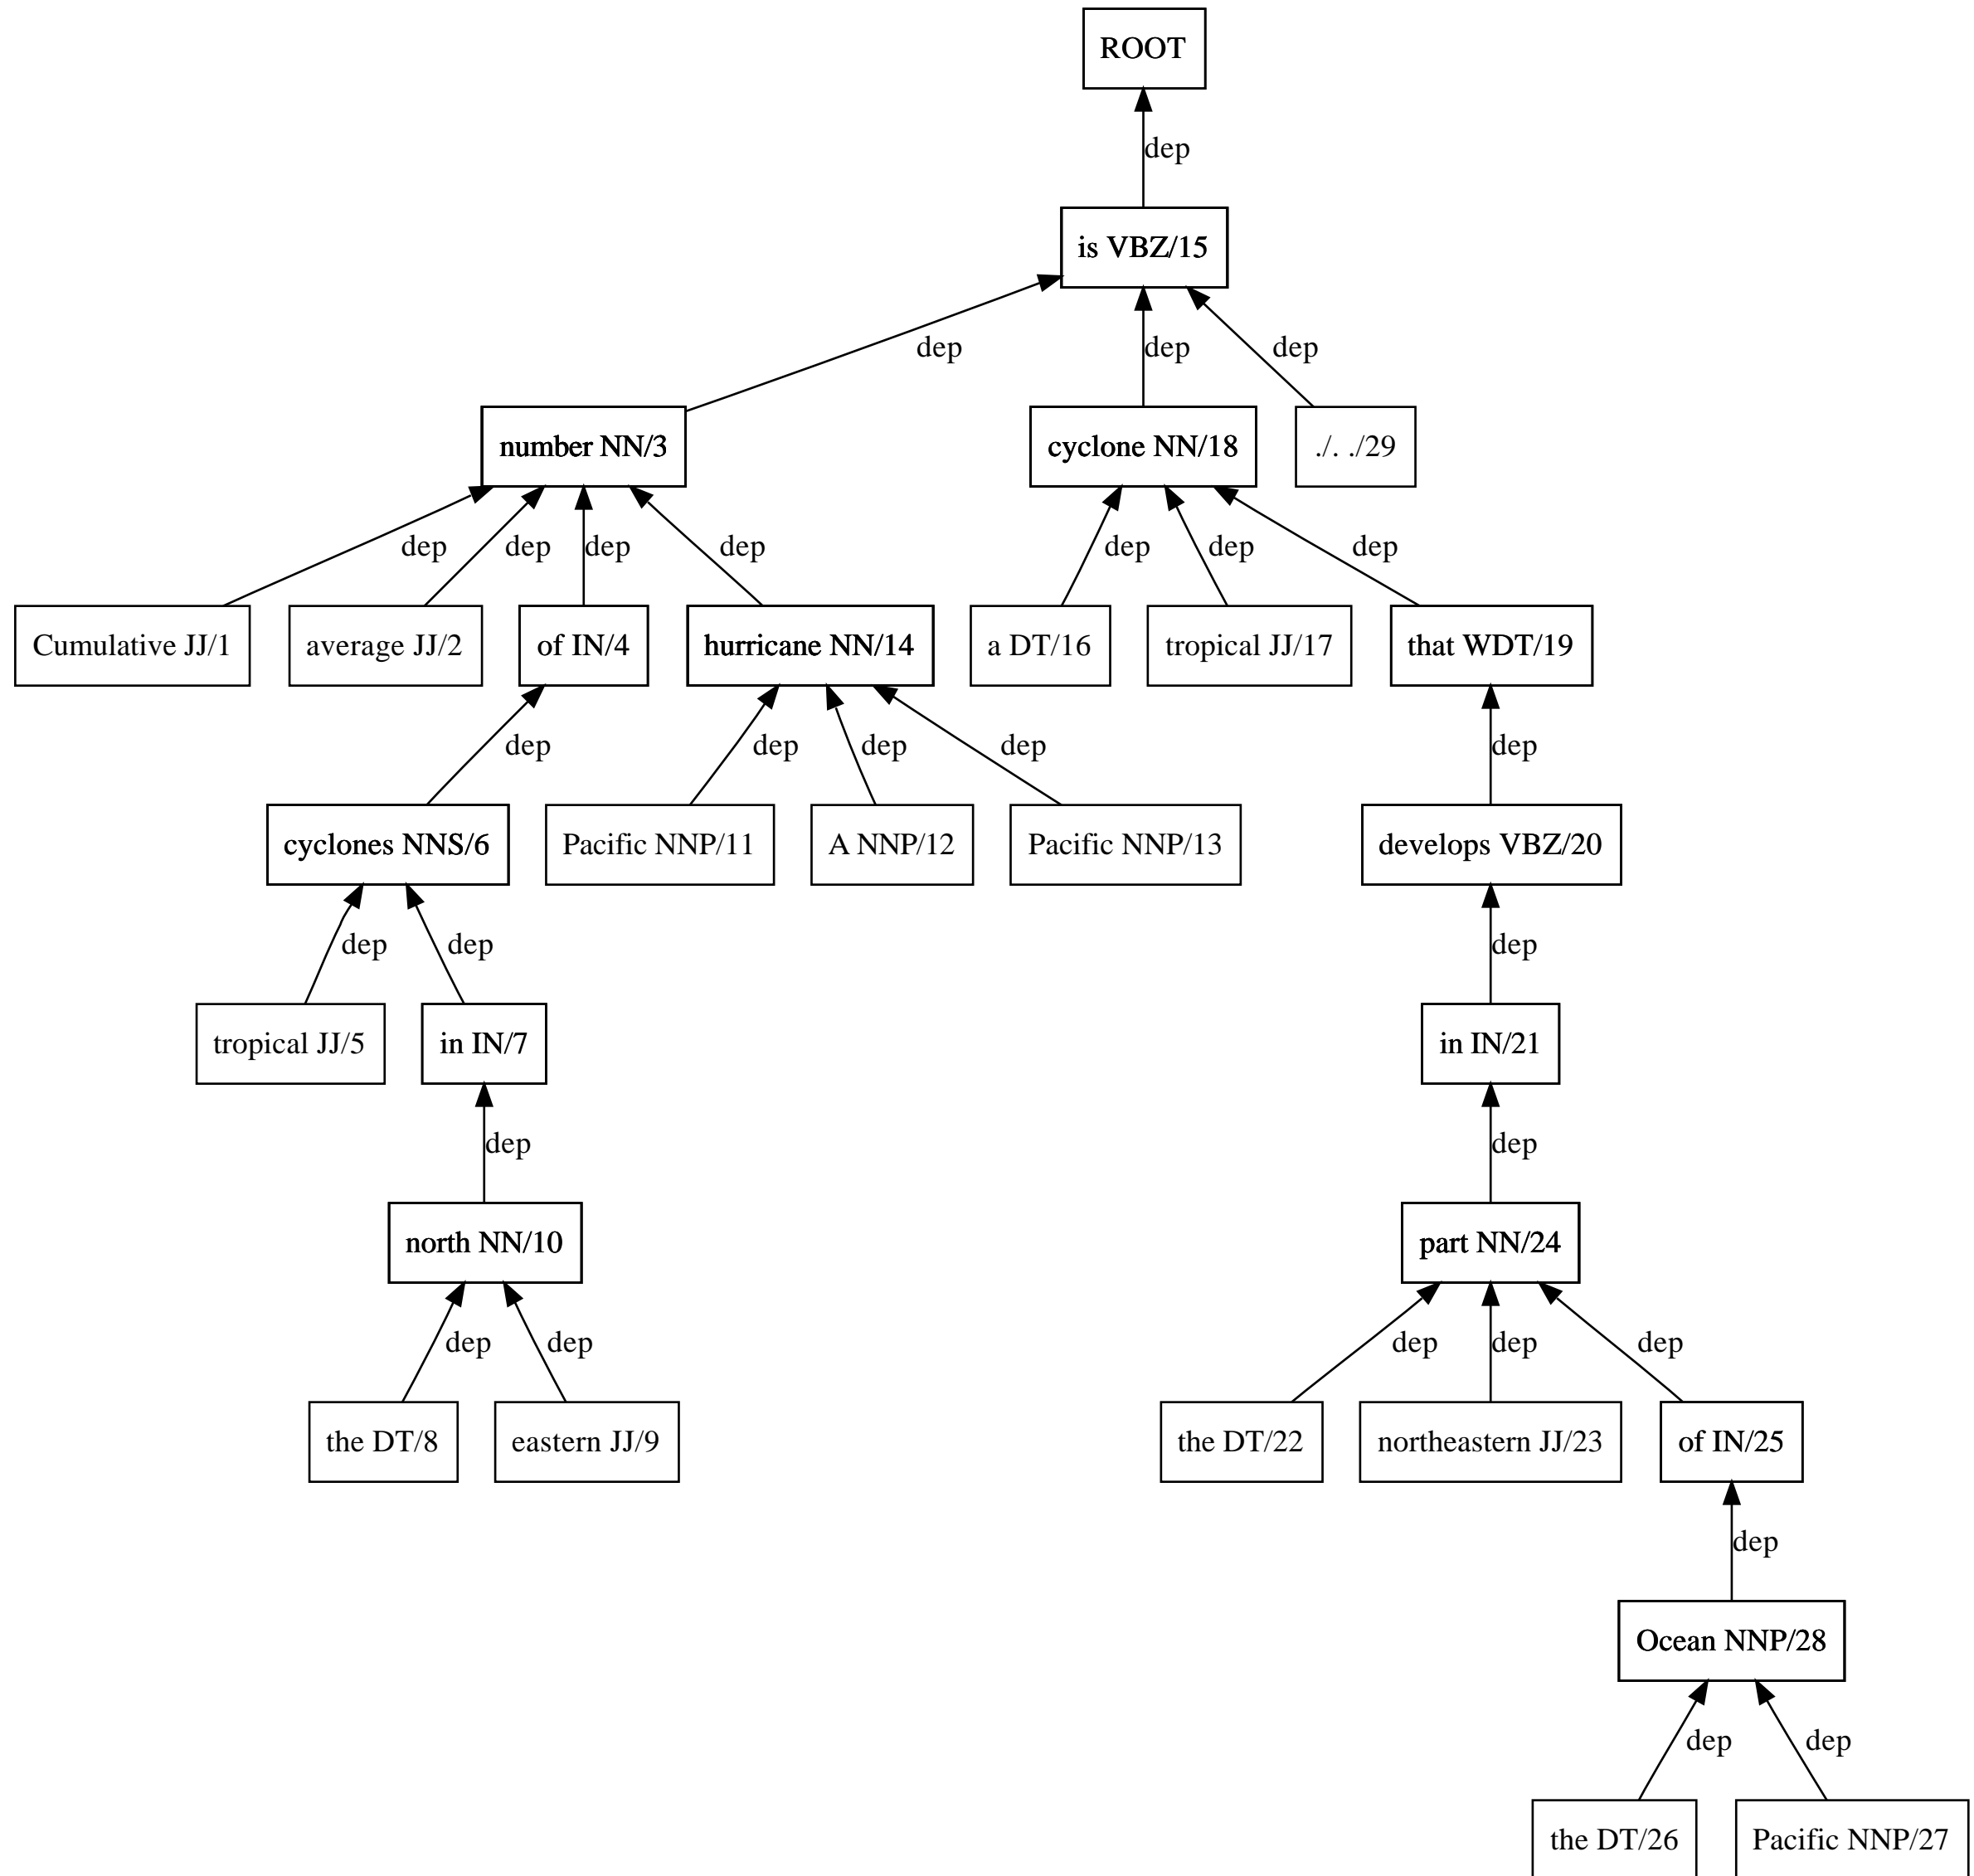 ROOT
dep
is VBZ/15
dep dep dep
number NN/3 cyclone NN/18 ./. ./29
dep dep dep dep dep dep dep
Cumulative JJ/1 average JJ/2 of IN/4 hurricane NN/14 a DT/16 tropical JJ/17 that WDT/19
dep dep dep dep dep
cyclones NNS/6 Pacific NNP/11 A NNP/12 Pacific NNP/13 develops VBZ/20
dep dep dep
tropical JJ/5 in IN/7 in IN/21
dep dep
north NN/10 part NN/24
dep dep dep dep dep
the DT/8 eastern JJ/9 the DT/22 northeastern JJ/23 of IN/25
dep
Ocean NNP/28
dep dep
the DT/26 Pacific NNP/27